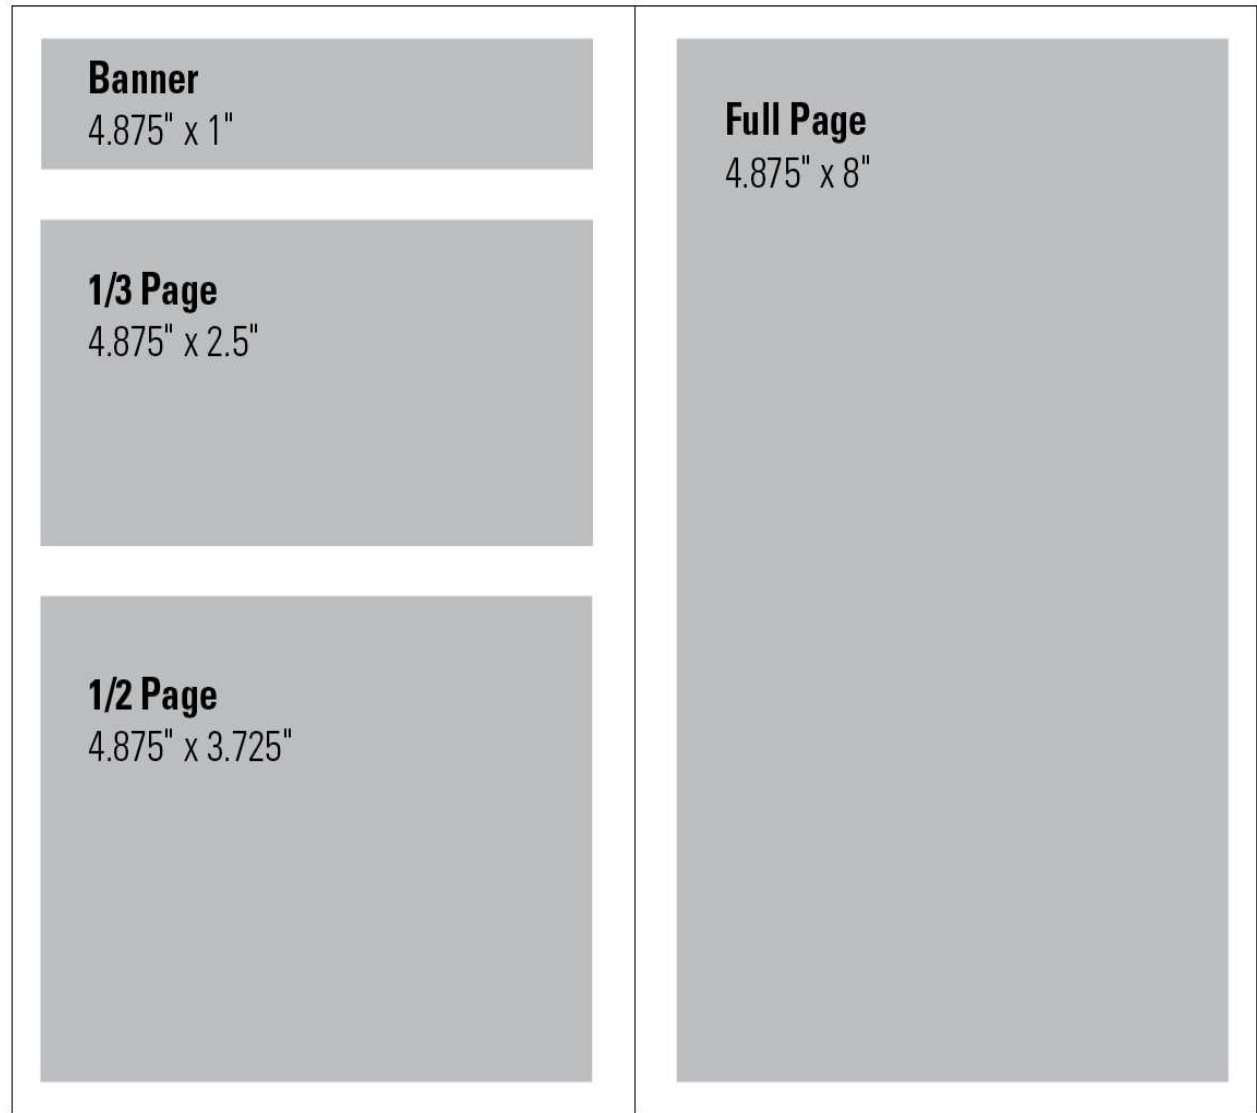 Banner
4.875" x 1"
1/3 Page
4.875" x 2.5"
1/2 Page
4.875" x 3.725"
Full Page
4.875" x 8"